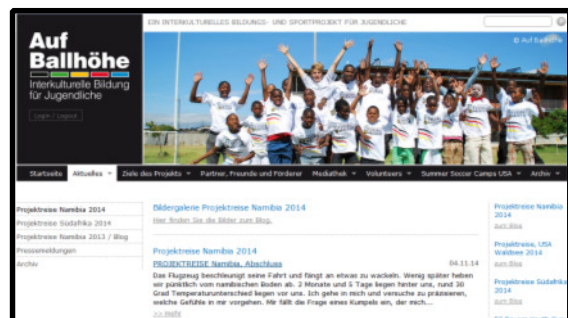 EIN INTERKULTURELLES BILDUNGS- UND SPORTPROJEKT FÜR JUGENDLICHE
© Auf Ballhöhe
Auf
Ballhöhe
Interkulturelle Bildung
für Jugendliche
Login / Logout
Startseite Aktuelles Ziele des Projekts Partner, Freunde und Förderer Mediathek Volunteers Summer Soccer Camps USA Archiv
Projektreise Namibia 2014
Projektreise Südafrika 2014
Projektreise Namibia 2013 / Blog
Pressemeldungen
Archiv
Bildergalerie Projektreise Namibia 2014
Hier finden Sie die Bilder zum Blog.
Projektreise Namibia 2014
PROJEKTREISE Namibia, Abschluss 04.11.14
Das Flugzeug beschleunigt seine Fahrt und fängt an etwas zu wackeln. Wenig später heben
wir pünktlich vom namibischen Boden ab. 2 Monate und 5 Tage liegen hinter uns, rund 30
Grad Temperaturunterschied liegen vor uns. Ich gehe in mich und versuche zu präzisieren,
welche Gefühle in mir vorgehen. Mir fällt die Frage eines Kumpels ein, der mich...
>> mehr
Projektreise Namibia
2014
zum Blog
Projektreise, USA
Waldsee 2014
zum Blog
Projektreise Südafrika
2014
zum Blog